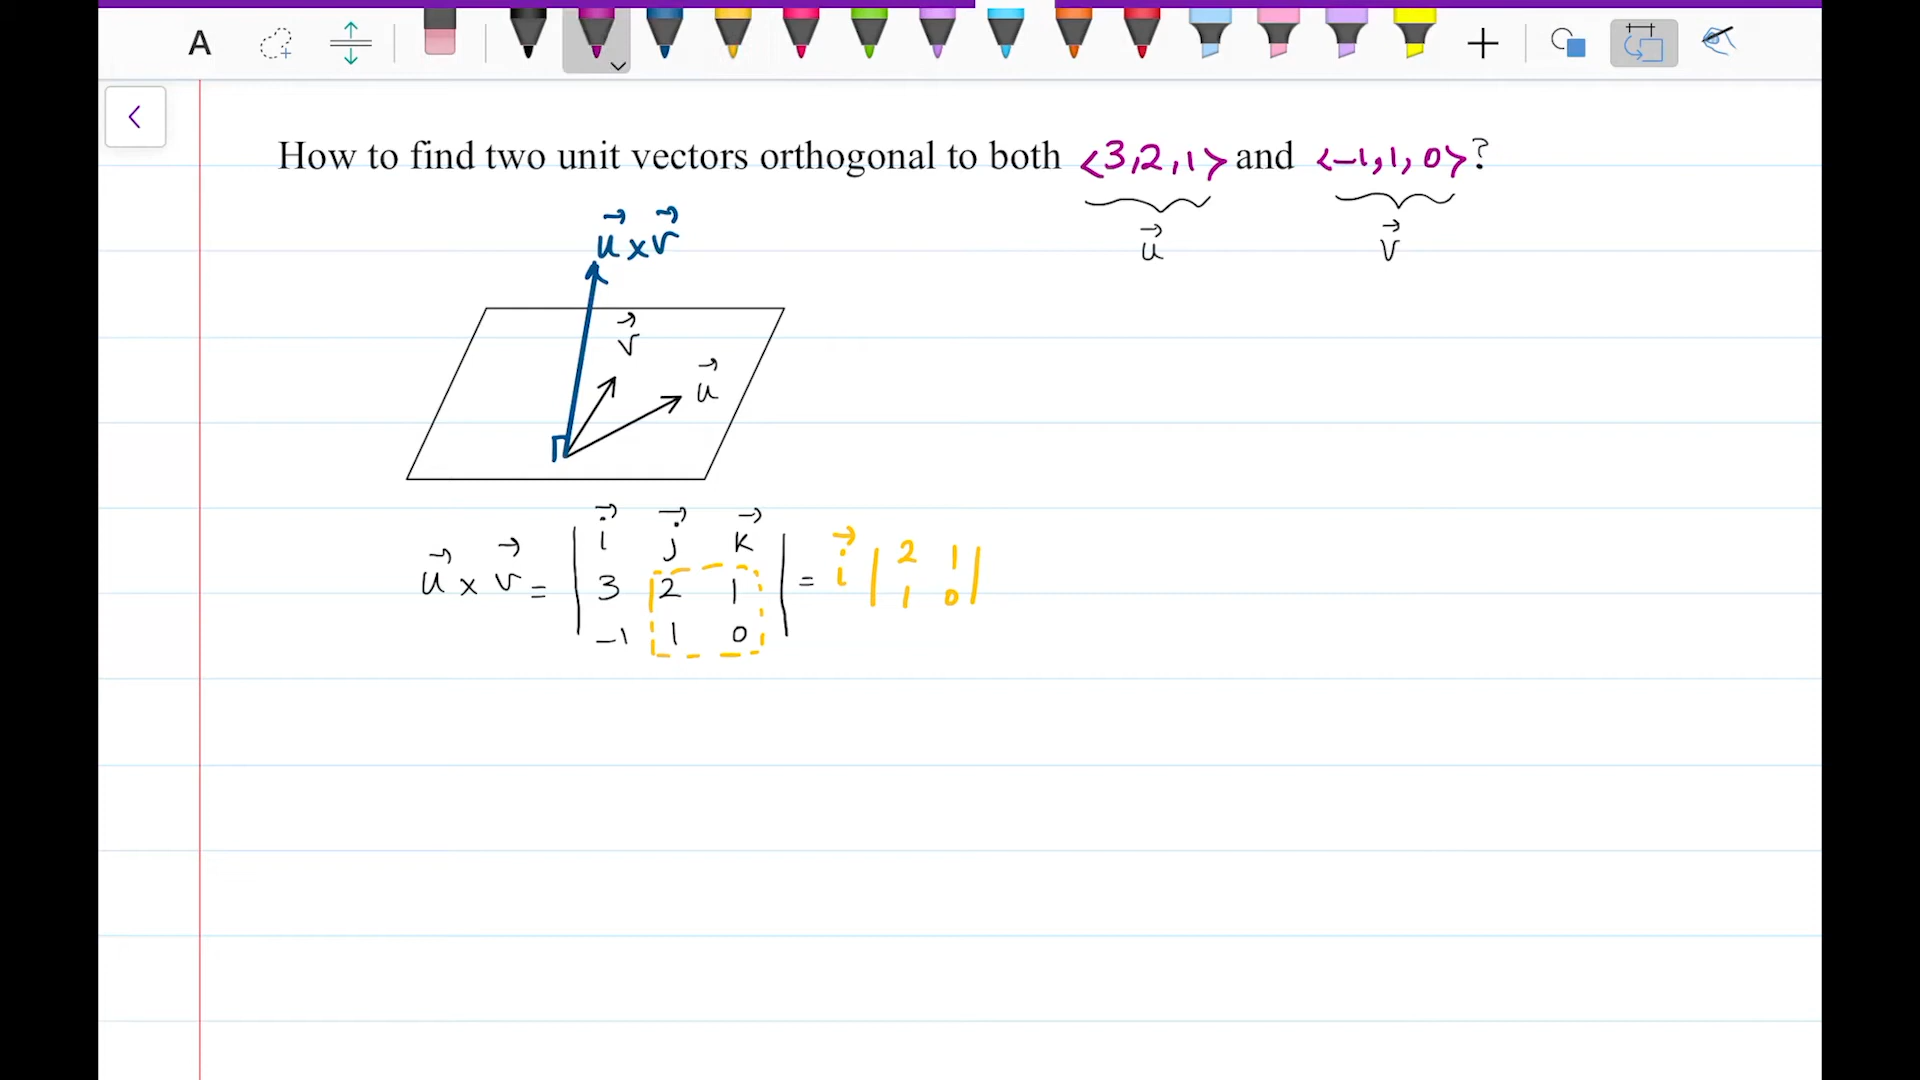 A
How to find two unit vectors orthogonal to both <3,2,1> and <-1,1,0>?
u⃗ v⃗
u⃗ x v⃗
v⃗
u⃗
i⃗ j⃗ k⃗
u⃗ x v⃗ = | 3 2 1 | = i⃗ | 2 1 |
-1 1 0 | 1 0 |